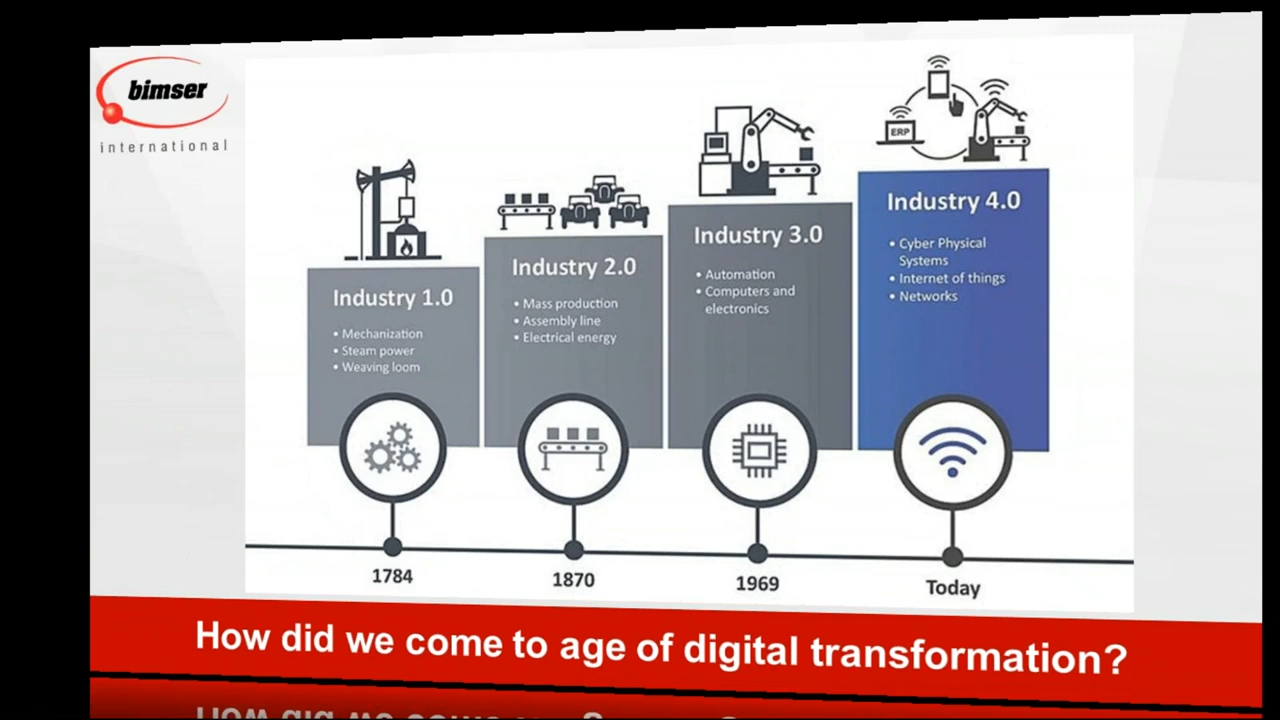 bimser
international
ERP
Industry 1.0
• Mechanization
• Steam power
• Weaving loom
Industry 2.0
• Mass production
• Assembly line
• Electrical energy
Industry 3.0
• Automation
• Computers and
electronics
Industry 4.0
• Cyber Physical
Systems
• Internet of things
• Networks
1784
1870
1969
Today
How did we come to age of digital transformation?